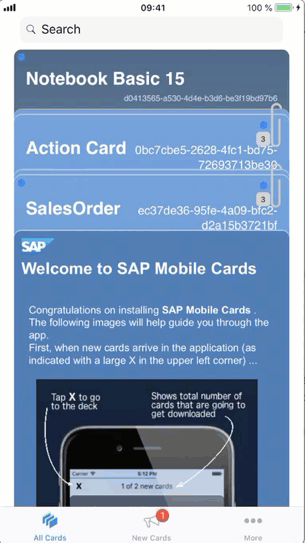 09:41
100 %
Search
Notebook Basic 15
d0413565-a530-4d4e-b3d6-be3f19bd97b6
3
Action Card 0bc7cbe5-2628-4fc1-bd75-
72693713be30
3
SalesOrder ec37de36-95fe-4a09-bfc2-
d2a15b3721bf
SAP
Welcome to SAP Mobile Cards
Congratulations on installing SAP Mobile Cards .
The following images will help guide you through the
app.
First, when new cards arrive in the application (as
indicated with a large X in the upper left corner) ...
Tap X to go
to the deck
Shows total number of
cards that are going to
get downloaded
Carrier
5:12 PM
X
1 of 2 new cards
All Cards
1
New Cards
More